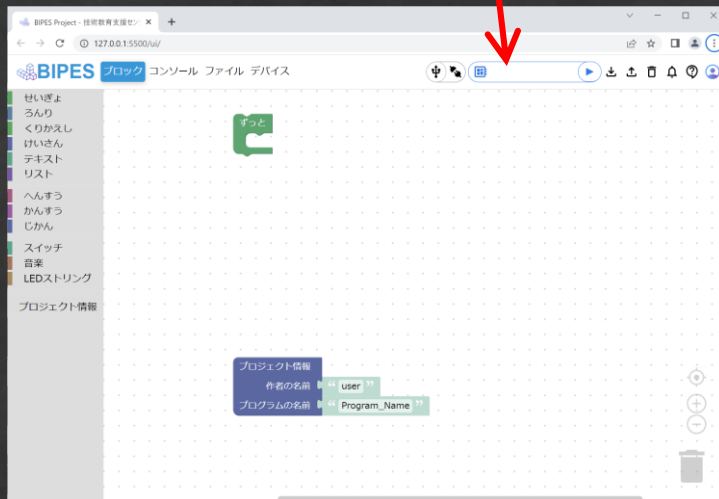 BIPES Project - 技術教育支援セン
127.0.0.1:5500/ui/
BIPES ブロック コンソール ファイル デバイス
せいぎょ
ろんり
くりかえし
けいさん
テキスト
リスト
へんすう
かんすう
じかん
スイッチ
音楽
LEDストリング
プロジェクト情報
ずっと
プロジェクト情報
作者の名前 “ user ”
プログラムの名前 “ Program_Name ”